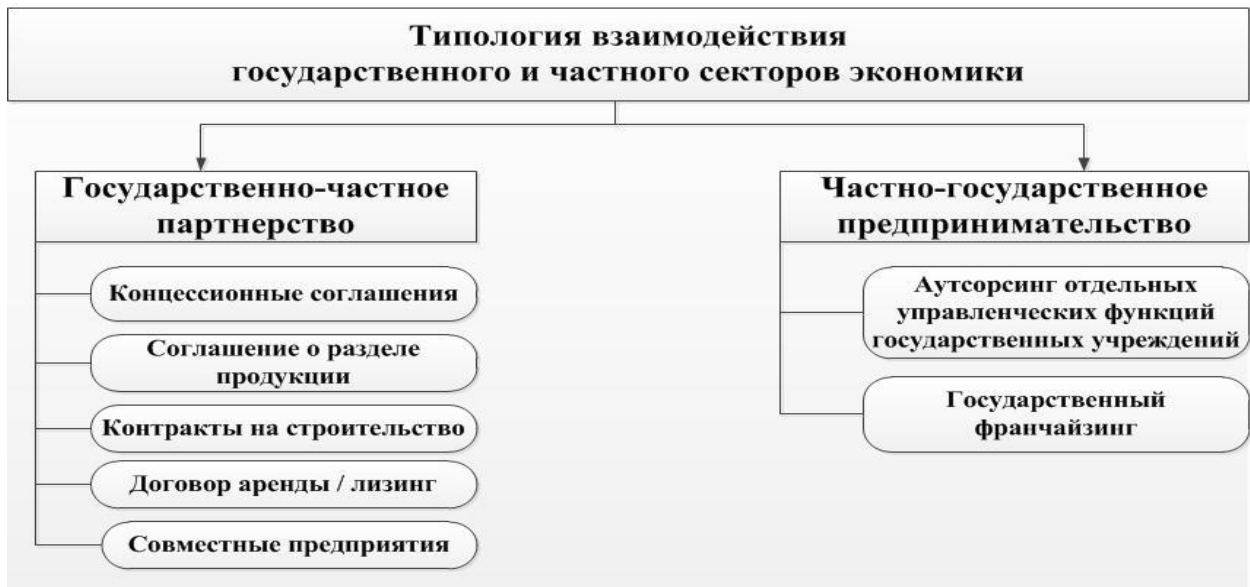 Типология взаимодействия
государственного и частного секторов экономики
Государственно-частное
партнерство
Концессионные соглашения
Соглашение о разделе
продукции
Контракты на строительство
Договор аренды / лизинг
Совместные предприятия
Частно-государственное
предпринимательство
Аутсорсинг отдельных
управленческих функций
государственных учреждений
Государственный
франчайзинг